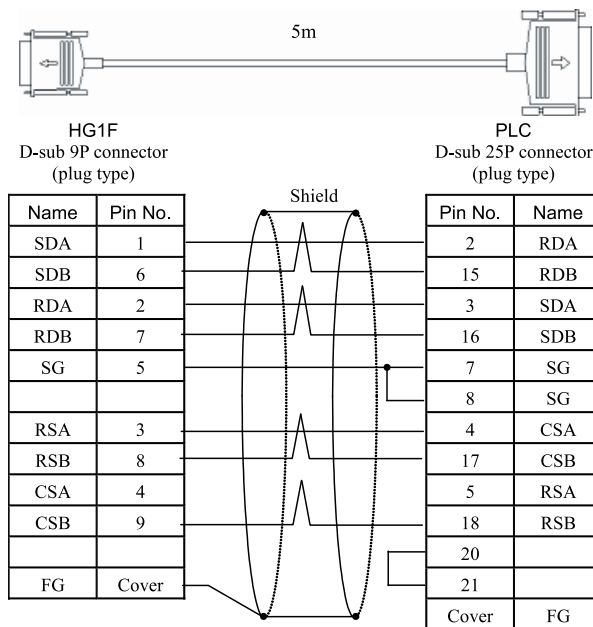 5m
HG1F
D-sub 9P connector
(plug type)
PLC
D-sub 25P connector
(plug type)
Shield
Name Pin No. Pin No. Name
SDA 1 2 RDA
SDB 6 15 RDB
RDA 2 3 SDA
RDB 7 16 SDB
SG 5 7 SG
8 SG
RSA 3 4 CSA
RSB 8 17 CSB
CSA 4 5 RSA
CSB 9 18 RSB
20
21
FG Cover
Cover FG